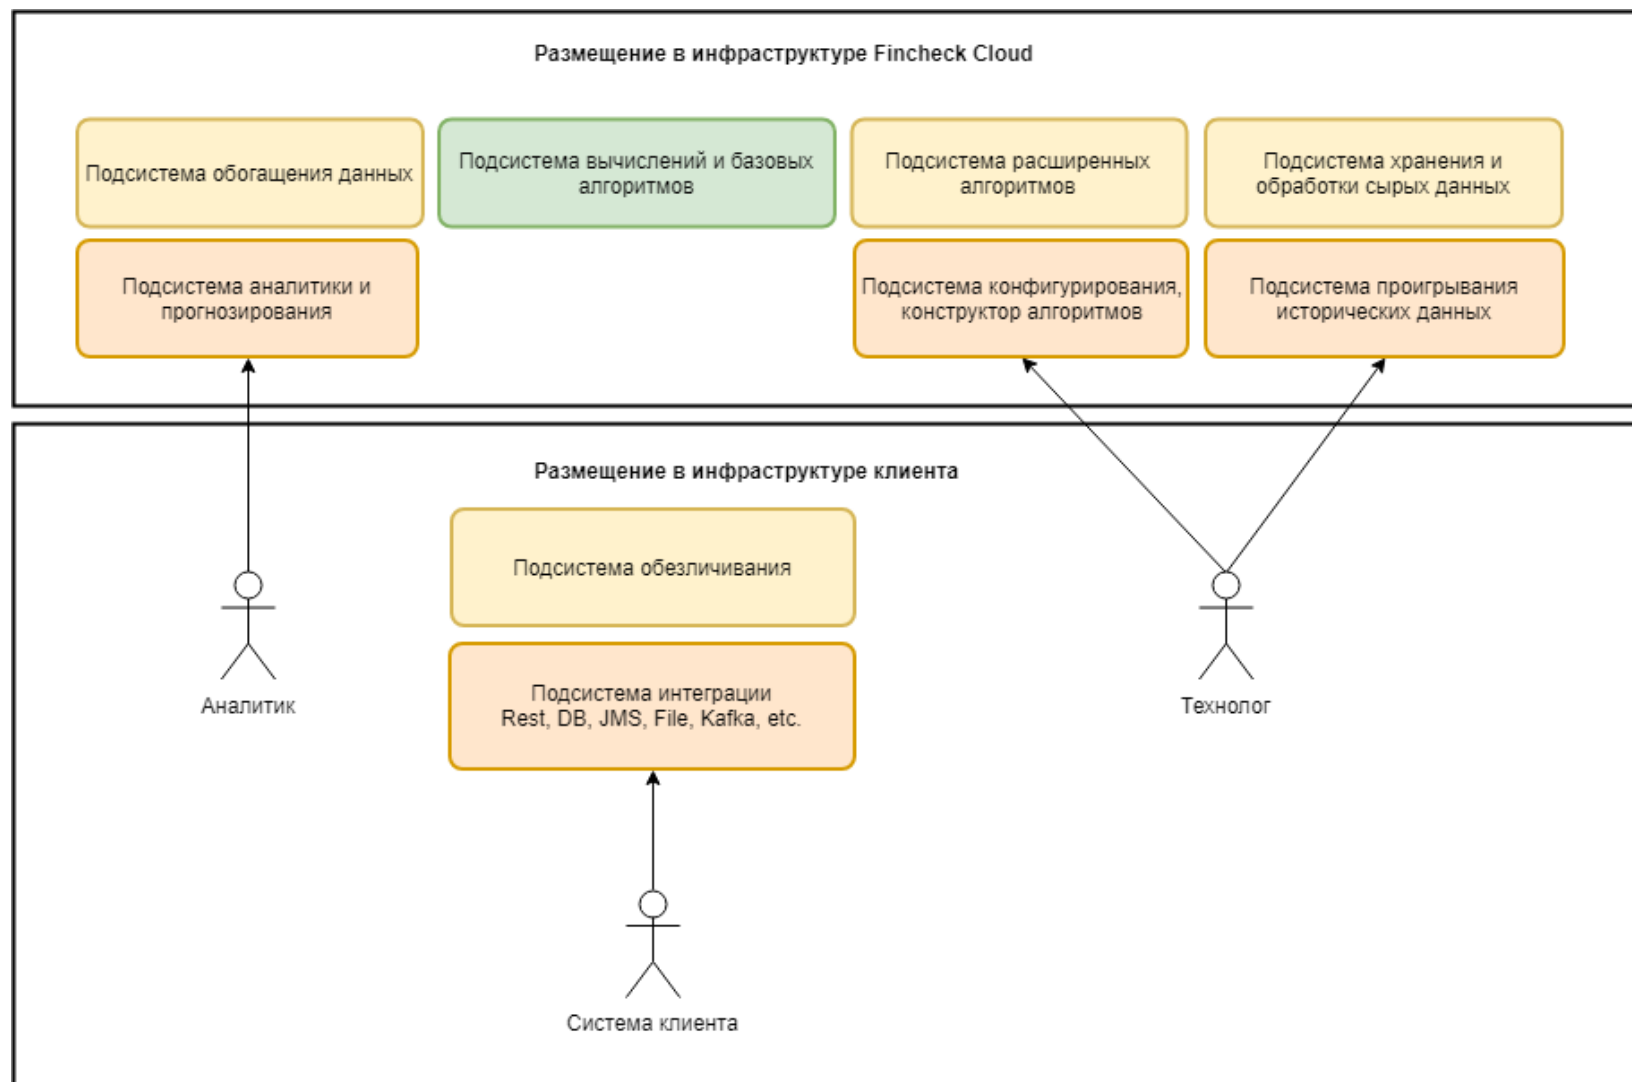 Размещение в инфраструктуре Fincheck Cloud
Подсистема обогащения данных
Подсистема вычислений и базовых
алгоритмов
Подсистема расширенных
алгоритмов
Подсистема хранения и
обработки сырых данных
Подсистема аналитики и
прогнозирования
Подсистема конфигурирования,
конструктор алгоритмов
Подсистема проигрывания
исторических данных
Размещение в инфраструктуре клиента
Подсистема обезличивания
Подсистема интеграции
Rest, DB, JMS, File, Kafka, etc.
Аналитик
Технолог
Система клиента